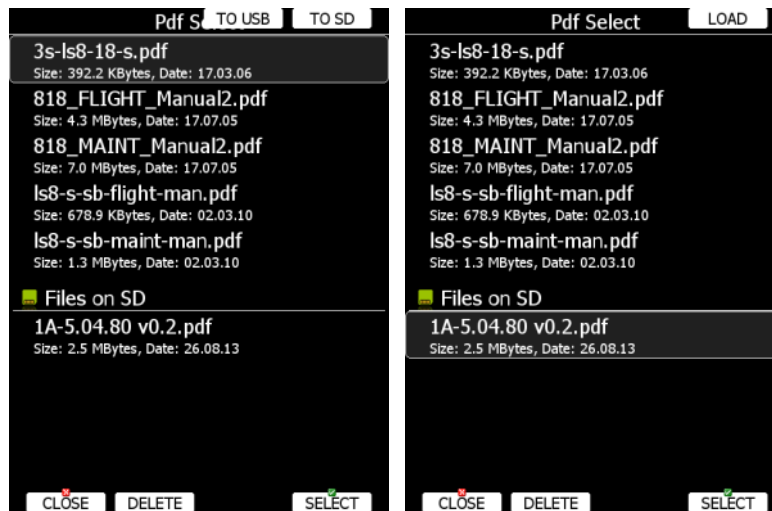 Pdf Select TO USB TO SD
3s-ls8-18-s.pdf
Size: 392.2 KBytes, Date: 17.03.06
818_FLIGHT_Manual2.pdf
Size: 4.3 MBytes, Date: 17.07.05
818_MAINT_Manual2.pdf
Size: 7.0 MBytes, Date: 17.07.05
ls8-s-sb-flight-man.pdf
Size: 678.9 KBytes, Date: 02.03.10
ls8-s-sb-maint-man.pdf
Size: 1.3 MBytes, Date: 02.03.10
Files on SD
1A-5.04.80 v0.2.pdf
Size: 2.5 MBytes, Date: 26.08.13
CLOSE DELETE SELECT
Pdf Select LOAD
3s-ls8-18-s.pdf
Size: 392.2 KBytes, Date: 17.03.06
818_FLIGHT_Manual2.pdf
Size: 4.3 MBytes, Date: 17.07.05
818_MAINT_Manual2.pdf
Size: 7.0 MBytes, Date: 17.07.05
ls8-s-sb-flight-man.pdf
Size: 678.9 KBytes, Date: 02.03.10
ls8-s-sb-maint-man.pdf
Size: 1.3 MBytes, Date: 02.03.10
Files on SD
1A-5.04.80 v0.2.pdf
Size: 2.5 MBytes, Date: 26.08.13
CLOSE DELETE SELECT